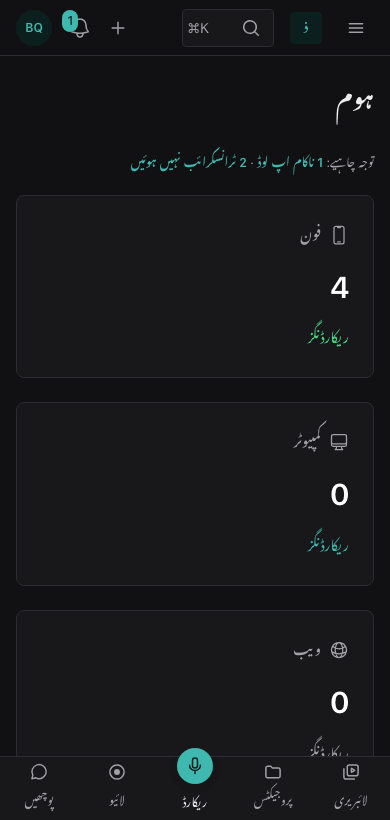 ذ
⌘K
1
BQ
ہوم
توجہ چاہیے: 1 ناکام اپ لوڈ · 2 ٹرانسکرائب نہیں ہوئیں
فون
4
ریکارڈنگز
کمپیوٹر
0
ریکارڈنگز
ویب
0
ریکارڈنگز
لائبریری
پروجیکٹس
ریکارڈ
لائیو
پوچھیں